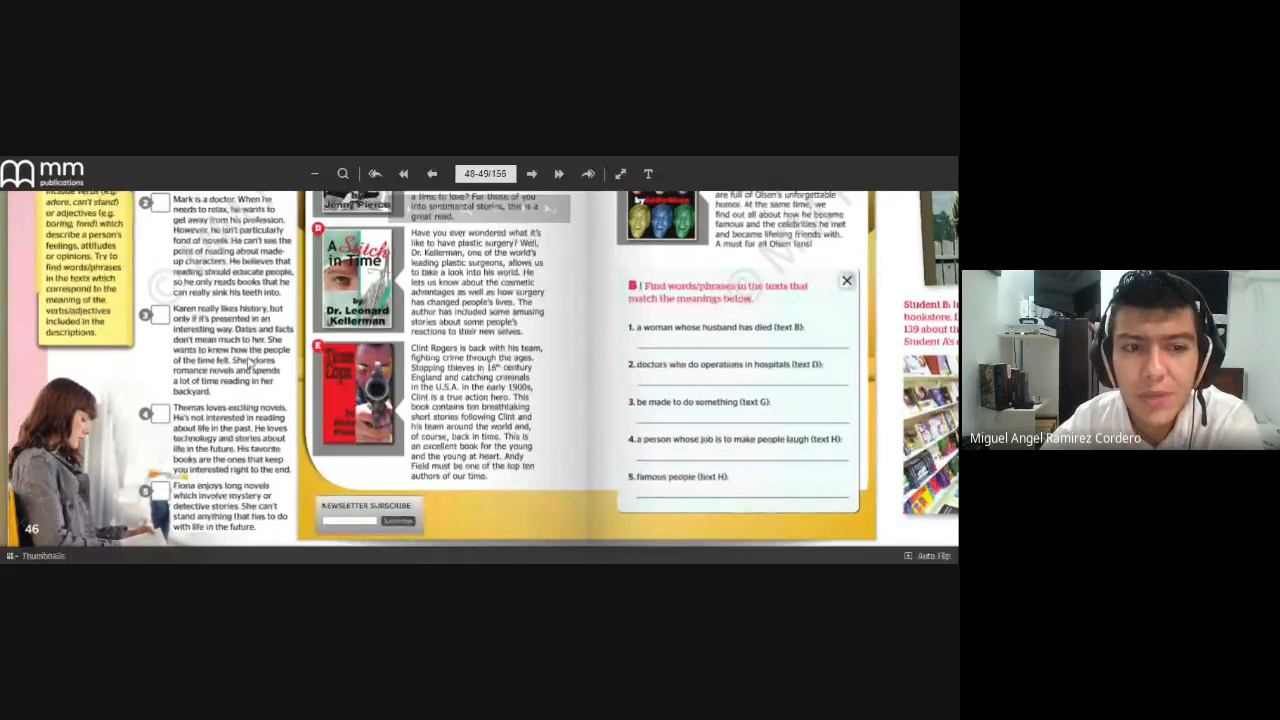 mm
publications
48-49/156
include verbs (e.g.
adore, can't stand)
or adjectives (e.g.
boring, fond) which
describe a person's
feelings, attitudes
or opinions. Try to
find words/phrases
in the texts which
correspond to the
meaning of the
verbs/adjectives
included in the
descriptions.
46
2
Mark is a doctor. When he
needs to relax, he wants to
get away from his profession.
However, he isn't particularly
fond of novels. He can't see the
point of reading about made-
up characters. He believes that
reading should educate people,
so he only reads books that he
can really sink his teeth into.
3
Karen really likes history, but
only if it's presented in an
interesting way. Dates and facts
don't mean much to her. She
wants to know how the people
of the time felt. She adores
romance novels and spends
a lot of time reading in her
backyard.
4
Thomas loves exciting novels.
He's not interested in reading
about life in the past. He loves
technology and stories about
life in the future. His favorite
books are the ones that keep
you interested right to the end.
5
Fiona enjoys long novels
which involve mystery or
detective stories. She can't
stand anything that has to do
with life in the future.
by
Jenny Pierce
a time to love? For those of you
into sentimental stories, this is a
great read.
D
A Stitch
in Time
by
Dr. Leonard
Kellerman
Have you ever wondered what it's
like to have plastic surgery? Well,
Dr. Kellerman, one of the world's
leading plastic surgeons, allows us
to take a look into his world. He
lets us know about the cosmetic
advantages as well as how surgery
has changed people's lives. The
author has included some amusing
stories about some people's
reactions to their new selves.
E
Time
Cops
Clint Rogers is back with his team,
fighting crime through the ages.
Stopping thieves in 16th century
England and catching criminals
in the U.S.A. in the early 1900s,
Clint is a true action hero. This
book contains ten breathtaking
short stories following Clint and
his team around the world and,
of course, back in time. This is
an excellent book for the young
and the young at heart. Andy
Field must be one of the top ten
authors of our time.
NEWSLETTER SUBSCRIBE
Subscribe
are full of Olsen's unforgettable
humor. At the same time, we
find out all about how he became
famous and the celebrities he met
and became lifelong friends with.
A must for all Olsen fans!
B | Find words/phrases in the texts that
match the meanings below.
1. a woman whose husband has died (text B):
2. doctors who do operations in hospitals (text D):
3. be made to do something (text G):
4. a person whose job is to make people laugh (text H):
5. famous people (text H):
Student B:
bookstore.
139 about
Student A's
Thumbnails
Auto Flip
Miguel Angel Ramirez Cordero